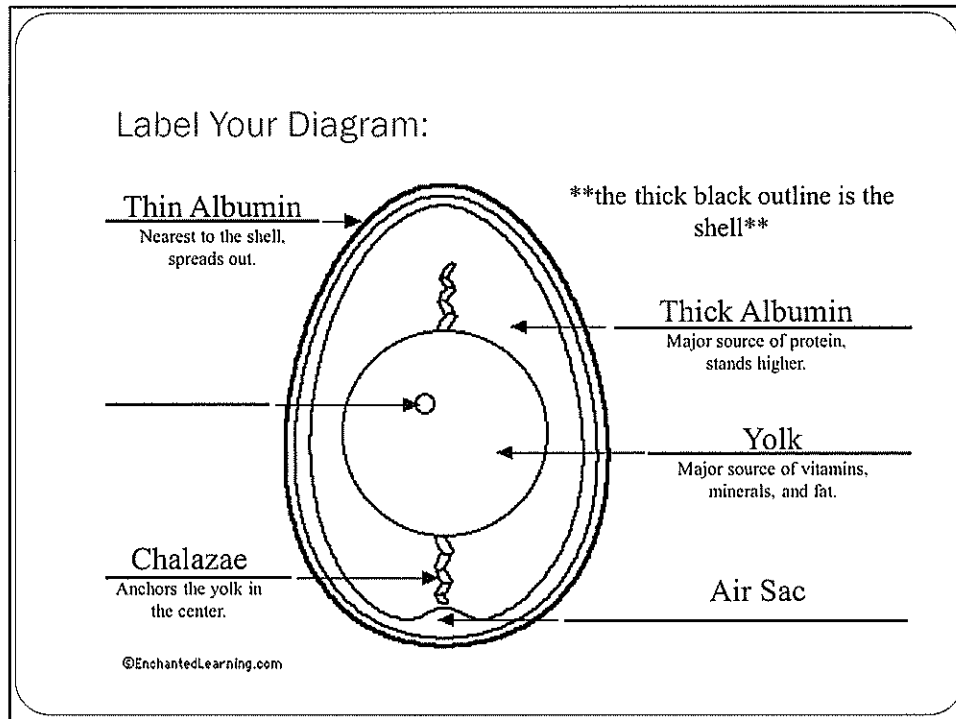 Label Your Diagram:
Thin Albumin
Nearest to the shell,
spreads out.
**the thick black outline is the
shell**
Thick Albumin
Major source of protein,
stands higher.
Yolk
Major source of vitamins,
minerals, and fat.
Chalazae
Anchors the yolk in
the center.
Air Sac
©EnchantedLearning.com